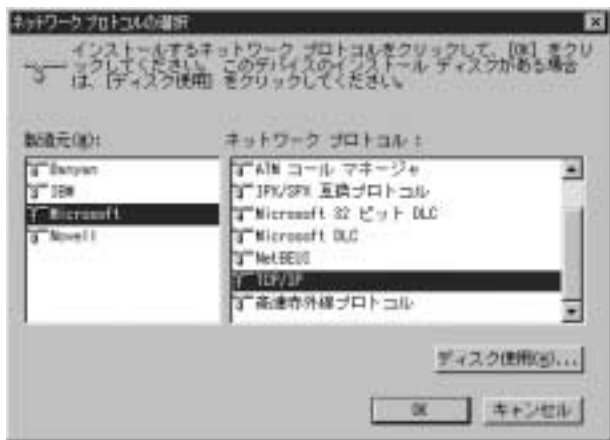 ネットワーク プロトコルの選択
インストールするネットワーク プロトコルをクリックして、[OK] をクリ
ックしてください。このデバイスのインストール ディスクがある場合
は、[ディスク使用] をクリックしてください。
製造元(M):
ネットワーク プロトコル :
Banyan
IBM
Microsoft
Novell
ATM コール マネージャ
IPX/SPX 互換プロトコル
Microsoft 32 ビット DLC
Microsoft DLC
NetBEUI
TCP/IP
高速赤外線プロトコル
ディスク使用(H)...
OK
キャンセル